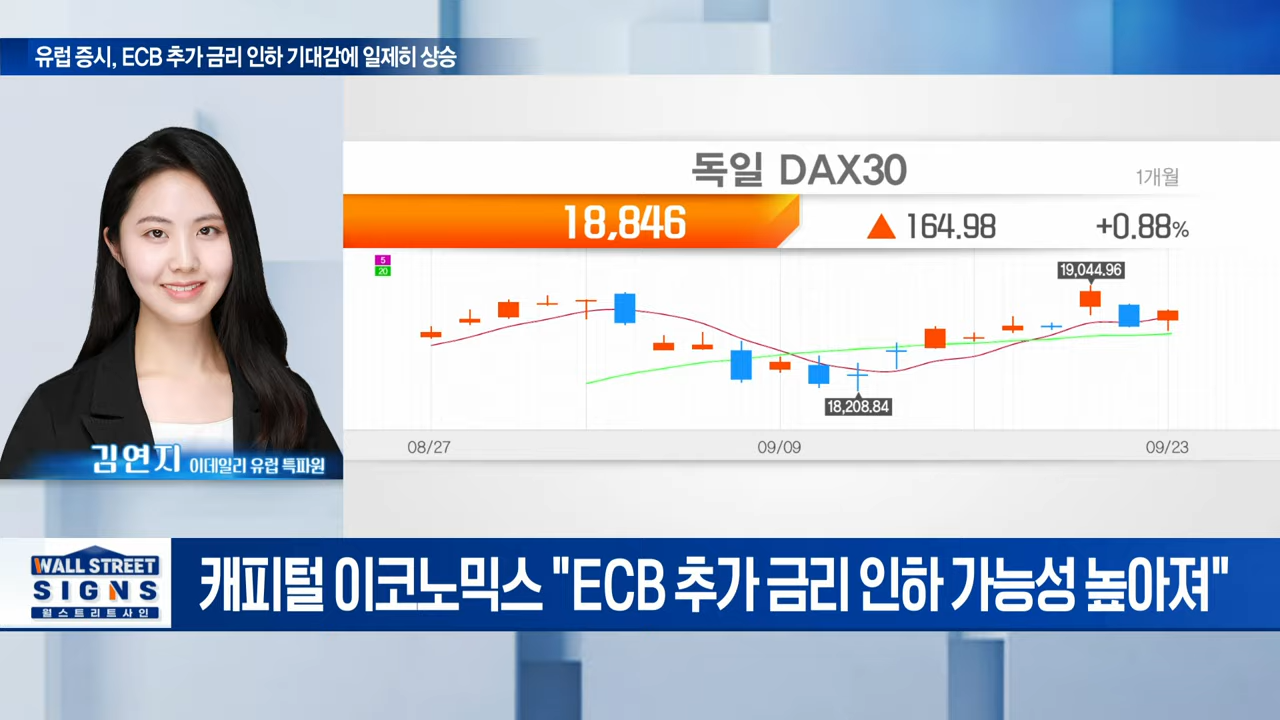 유럽 증시, ECB 추가 금리 인하 기대감에 일제히 상승
독일 DAX30
1개월
18,846
▲ 164.98
+0.88%
5
20
19,044.96
18,208.84
08/27
09/09
09/23
김연지 이데일리 유럽 특파원
WALL STREET
SIGNS
월스트리트사인
캐피털 이코노믹스 "ECB 추가 금리 인하 가능성 높아져"